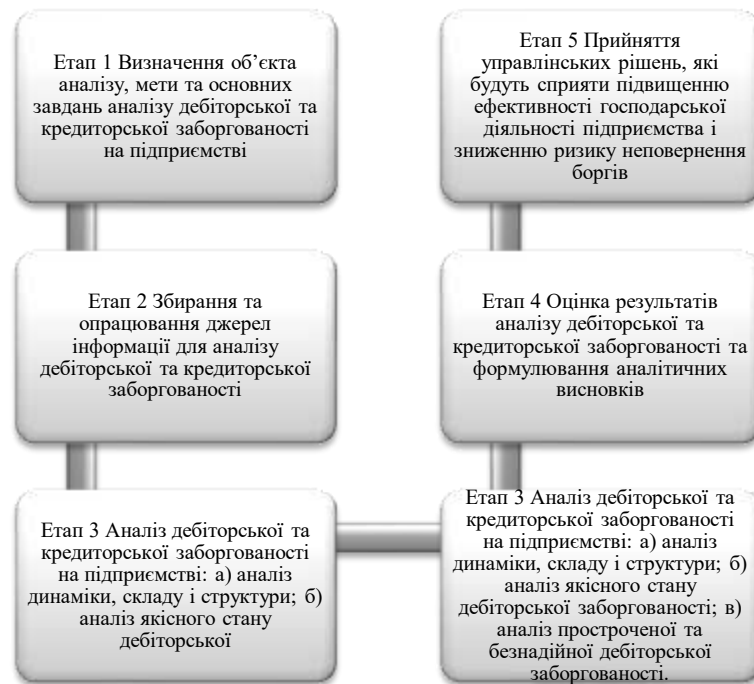 Етап 1 Визначення об’єкта
аналізу, мети та основних
завдань аналізу дебіторської та
кредиторської заборгованості
на підприємстві
Етап 2 Збирання та
опрацювання джерел
інформації для аналізу
дебіторської та кредиторської
заборгованості
Етап 3 Аналіз дебіторської та
кредиторської заборгованості
на підприємстві: а) аналіз
динаміки, складу і структури; б)
аналіз якісного стану
дебіторської
Етап 3 Аналіз дебіторської та
кредиторської заборгованості
на підприємстві: а) аналіз
динаміки, складу і структури; б)
аналіз якісного стану
дебіторської заборгованості; в)
аналіз простроченої та
безнадійної дебіторської
заборгованості.
Етап 4 Оцінка результатів
аналізу дебіторської та
кредиторської заборгованості та
формулювання аналітичних
висновків
Етап 5 Прийняття
управлінських рішень, які
будуть сприяти підвищенню
ефективності господарської
діяльності підприємства і
зниженню ризику неповернення
боргів